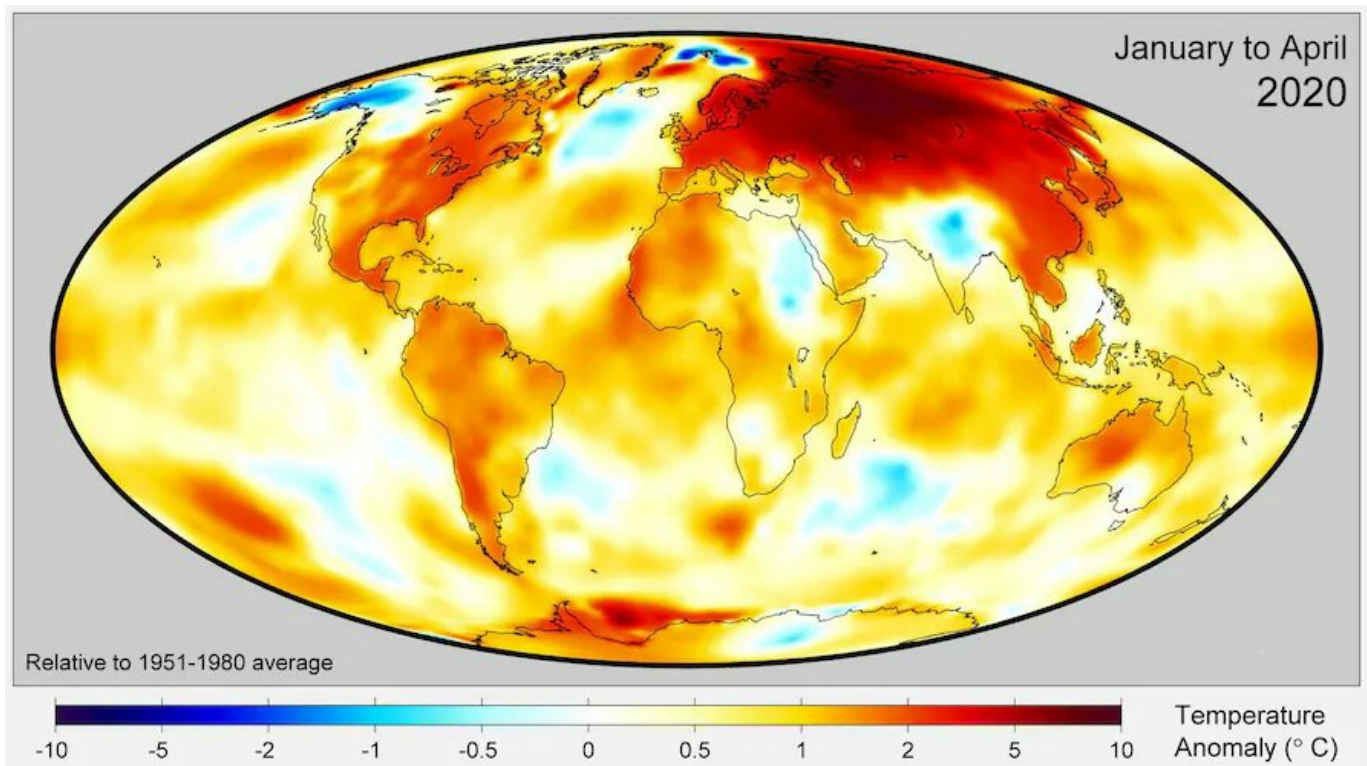 January to April
2020
Relative to 1951-1980 average
-10 -5 -2 -1 -0.5 0 0.5 1 2 5 10
Temperature
Anomaly (° C)